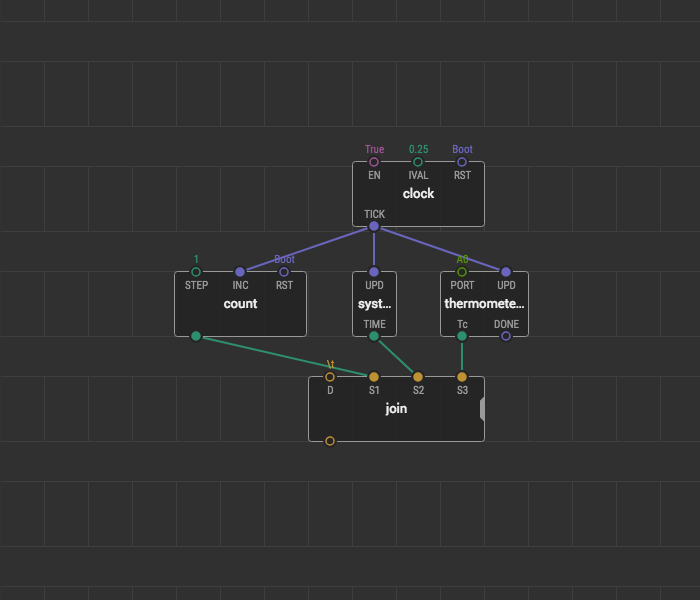 True 0.25 Boot
EN IVAL RST
clock
TICK
1 Boot A0
STEP INC RST UPD PORT UPD
count syst... thermomete...
TIME Tc DONE
\t
D S1 S2 S3
join